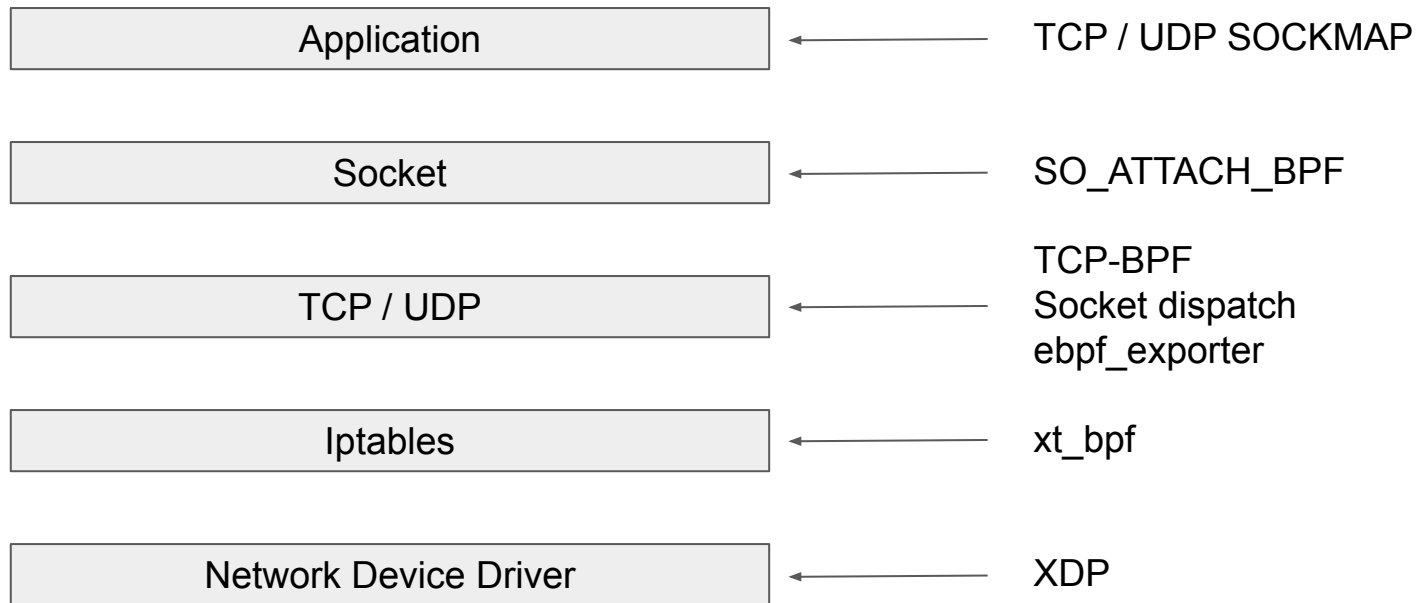 Application
TCP / UDP SOCKMAP
Socket
SO_ATTACH_BPF
TCP / UDP
TCP-BPF
Socket dispatch
ebpf_exporter
Iptables
xt_bpf
Network Device Driver
XDP